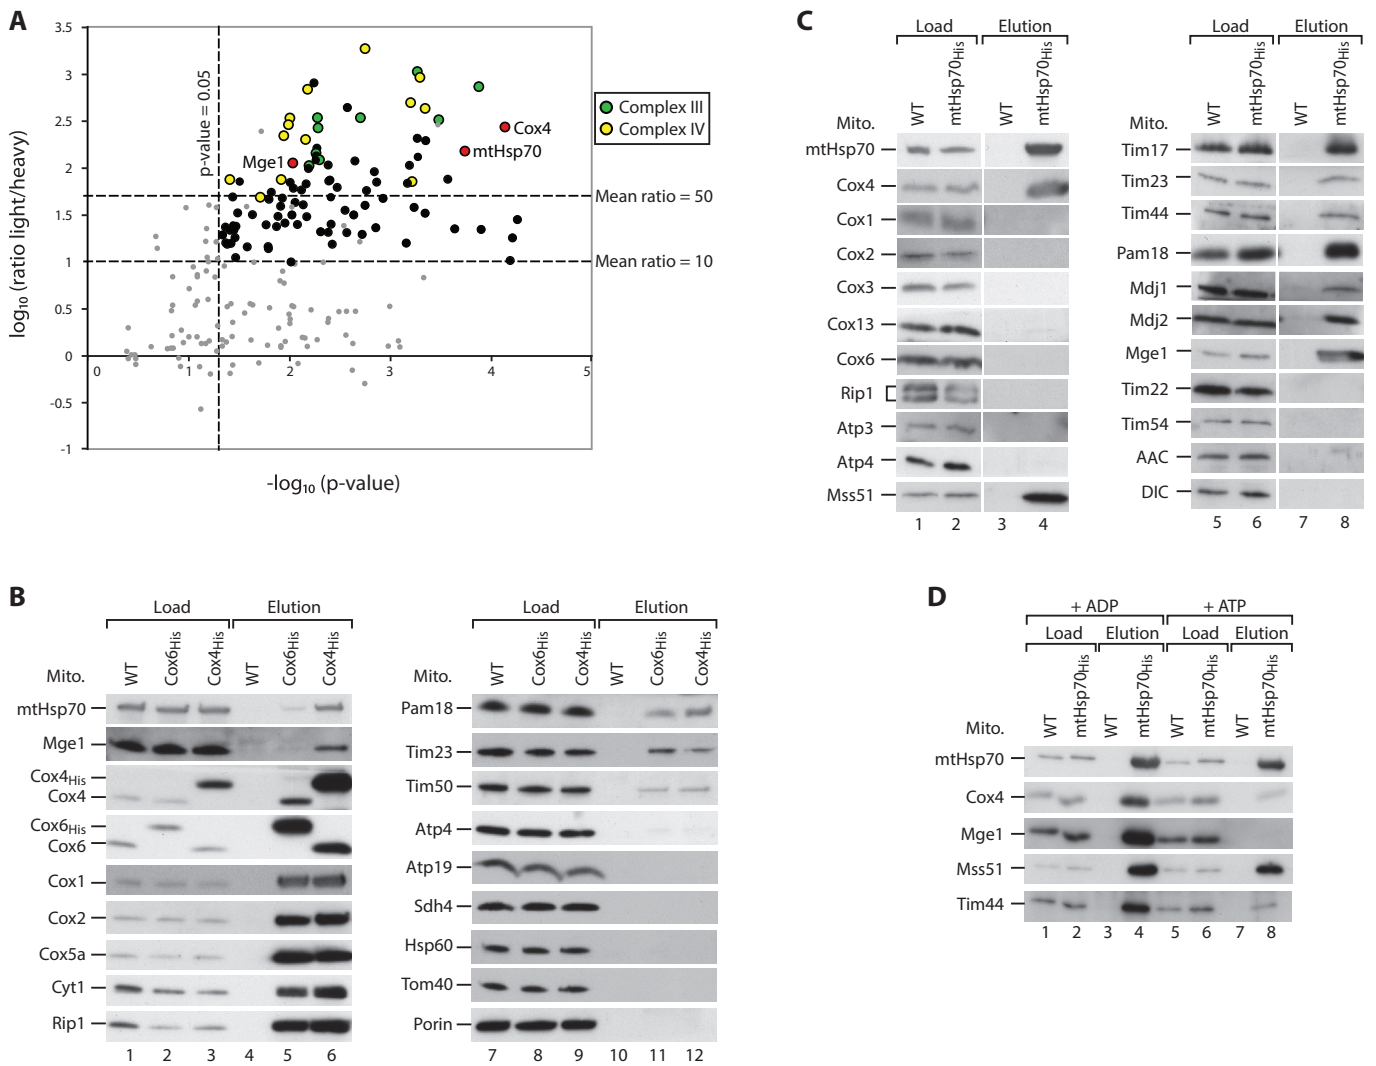 A
log10 (ratio light/heavy)
3.5
3
2.5
2
1.5
1
0.5
0
-0.5
-1
0 1 2 3 4 5
-log10 (p-value)
p-value = 0.05
Mge1
Cox4
mtHsp70
Complex III
Complex IV
Mean ratio = 50
Mean ratio = 10
B
Load Elution
Mito. WT Cox6His Cox4His WT Cox6His Cox4His
mtHsp70
Mge1
Cox4His
Cox4
Cox6His
Cox6
Cox1
Cox2
Cox5a
Cyt1
Rip1
1 2 3 4 5 6
Load Elution
Mito. WT Cox6His Cox4His WT Cox6His Cox4His
Pam18
Tim23
Tim50
Atp4
Atp19
Sdh4
Hsp60
Tom40
Porin
7 8 9 10 11 12
C
Load Elution
Mito. WT mtHsp70His WT mtHsp70His
mtHsp70
Cox4
Cox1
Cox2
Cox3
Cox13
Cox6
Rip1
Atp3
Atp4
Mss51
1 2 3 4
Load Elution
Mito. WT mtHsp70His WT mtHsp70His
Tim17
Tim23
Tim44
Pam18
Mdj1
Mdj2
Mge1
Tim22
Tim54
AAC
DIC
5 6 7 8
D
+ ADP + ATP
Load Elution Load Elution
Mito. WT mtHsp70His WT mtHsp70His WT mtHsp70His WT mtHsp70His
mtHsp70
Cox4
Mge1
Mss51
Tim44
1 2 3 4 5 6 7 8